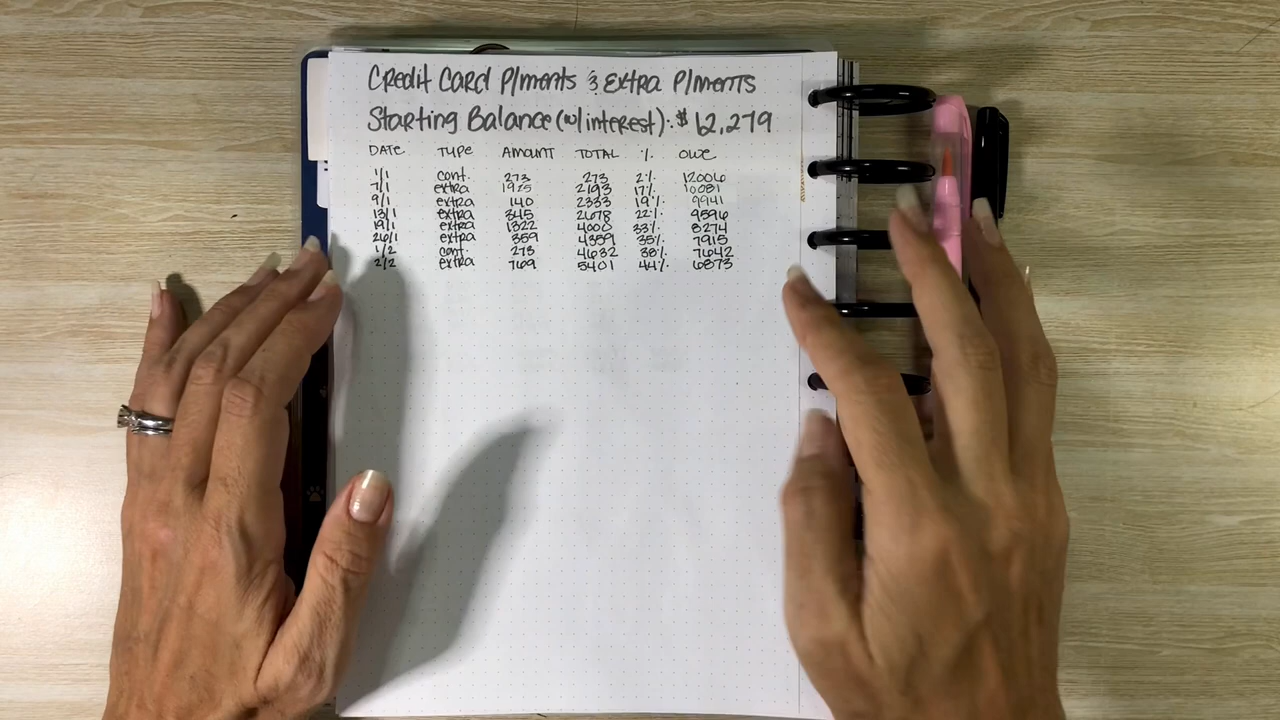 Credit Card P/ments & Extra P/ments
Starting Balance (w/interest): $12,279
DATE TYPE AMOUNT TOTAL % OWE
1/1 cont. 273 273 2% 12006
7/1 extra 1925 2193 17% 10081
9/1 extra 140 2333 19% 9941
13/1 extra 345 2678 22% 9596
19/1 extra 1322 4000 33% 8274
26/1 extra 359 4359 35% 7915
1/2 cont. 273 4632 38% 7642
2/2 extra 769 5401 44% 6873